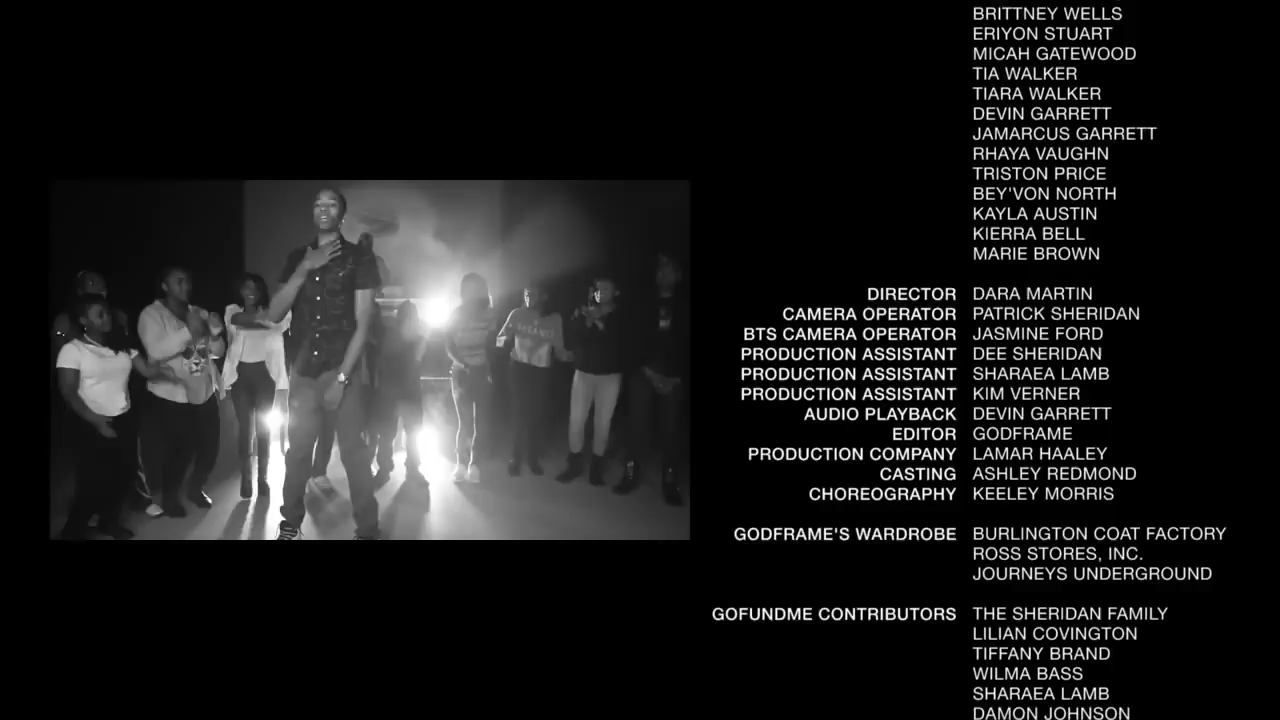 BRITTNEY WELLS
ERIYON STUART
MICAH GATEWOOD
TIA WALKER
TIARA WALKER
DEVIN GARRETT
JAMARCUS GARRETT
RHAYA VAUGHN
TRISTON PRICE
BEY'VON NORTH
KAYLA AUSTIN
KIERRA BELL
MARIE BROWN
DIRECTOR DARA MARTIN
CAMERA OPERATOR PATRICK SHERIDAN
BTS CAMERA OPERATOR JASMINE FORD
PRODUCTION ASSISTANT DEE SHERIDAN
PRODUCTION ASSISTANT SHARAEA LAMB
PRODUCTION ASSISTANT KIM VERNER
AUDIO PLAYBACK DEVIN GARRETT
EDITOR GODFRAME
PRODUCTION COMPANY LAMAR HAALEY
CASTING ASHLEY REDMOND
CHOREOGRAPHY KEELEY MORRIS
GODFRAME'S WARDROBE BURLINGTON COAT FACTORY
ROSS STORES, INC.
JOURNEYS UNDERGROUND
GOFUNDME CONTRIBUTORS THE SHERIDAN FAMILY
LILIAN COVINGTON
TIFFANY BRAND
WILMA BASS
SHARAEA LAMB
DAMON JOHNSON